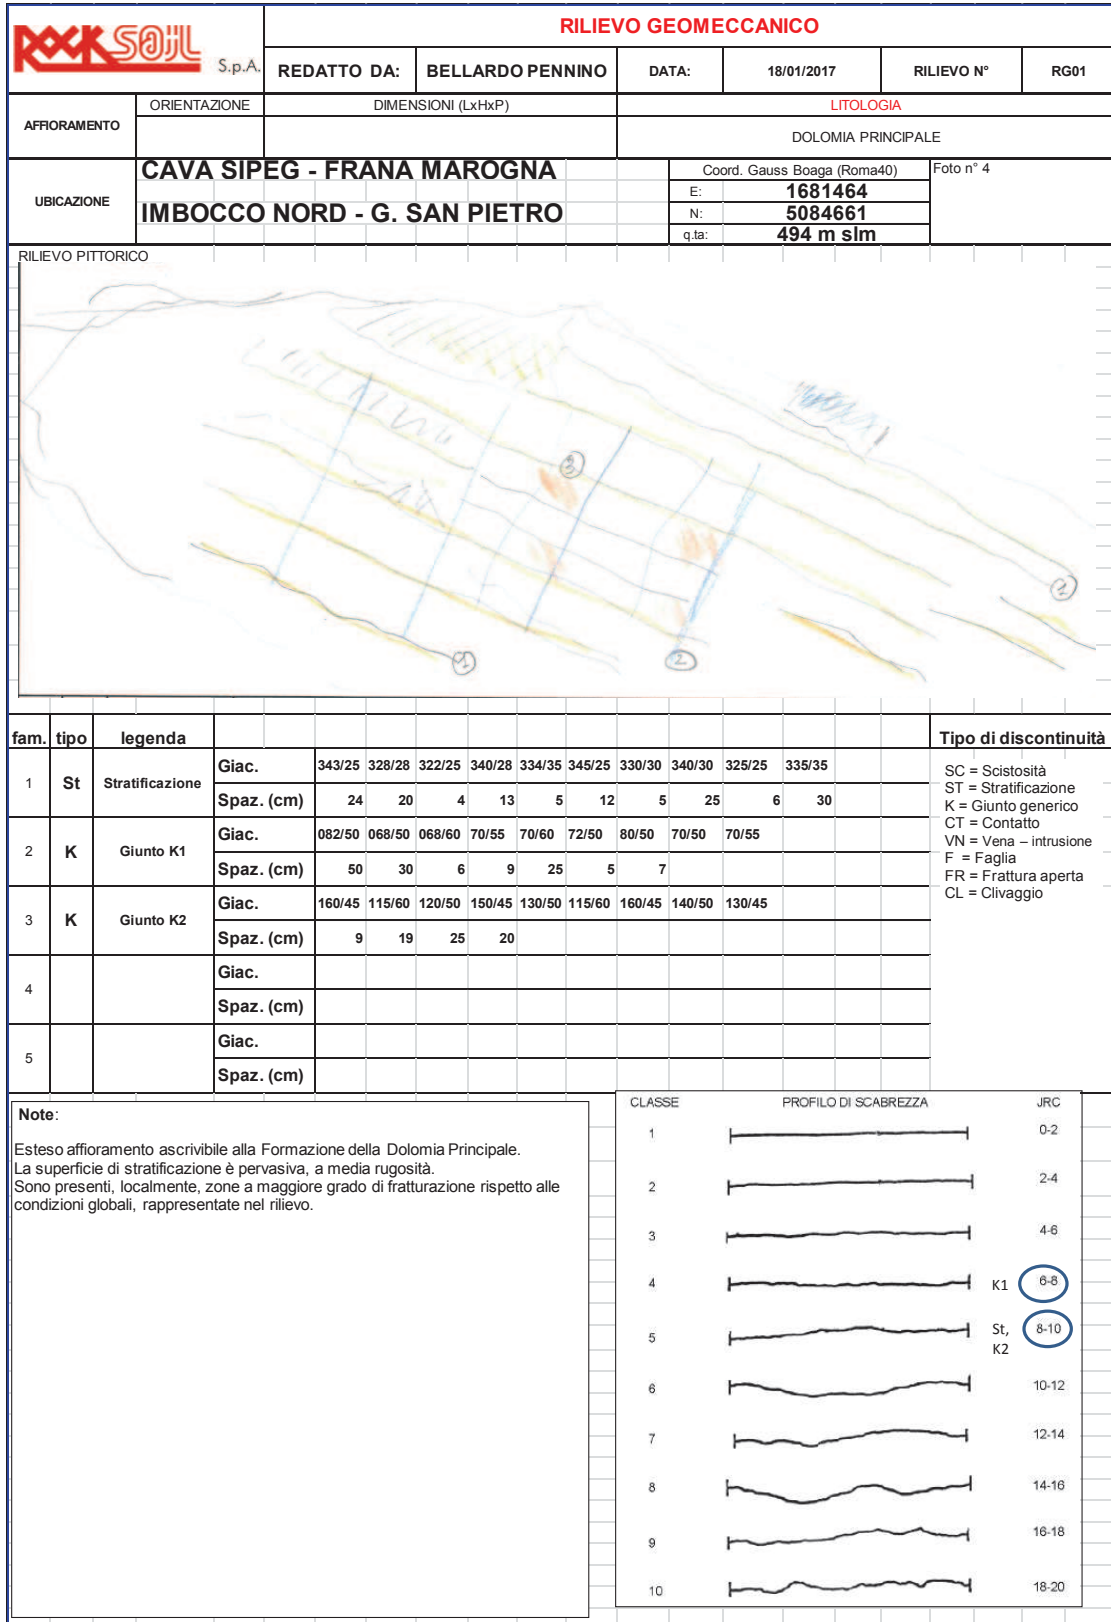 ROCKSOIL S.p.A.
RILIEVO GEOMECCANICO
REDATTO DA: BELLARDO PENNINO DATA: 18/01/2017 RILIEVO N° RG01
AFFIORAMENTO ORIENTAZIONE DIMENSIONI (LxHxP) LITOLOGIA
DOLOMIA PRINCIPALE
UBICAZIONE
CAVA SIPEG - FRANA MAROGNA
IMBOCCO NORD - G. SAN PIETRO
Coord. Gauss Boaga (Roma40)
E: 1681464
N: 5084661
q.ta: 494 m slm
Foto n° 4
RILIEVO PITTORICO
3
1
1
2
fam. tipo legenda Tipo di discontinuità
1 St Stratificazione
Giac. 343/25 328/28 322/25 340/28 334/35 345/25 330/30 340/30 325/25 335/35
Spaz. (cm) 24 20 4 13 5 12 5 25 6 30
2 K Giunto K1
Giac. 082/50 068/50 068/60 70/55 70/60 72/50 80/50 70/50 70/55
Spaz. (cm) 50 30 6 9 25 5 7
3 K Giunto K2
Giac. 160/45 115/60 120/50 150/45 130/50 115/60 160/45 140/50 130/45
Spaz. (cm) 9 19 25 20
4
Giac.
Spaz. (cm)
5
Giac.
Spaz. (cm)
SC = Scistosità
ST = Stratificazione
K = Giunto generico
CT = Contatto
VN = Vena – intrusione
F = Faglia
FR = Frattura aperta
CL = Clivaggio
Note:
Esteso affioramento ascrivibile alla Formazione della Dolomia Principale.
La superficie di stratificazione è pervasiva, a media rugosità.
Sono presenti, localmente, zone a maggiore grado di fratturazione rispetto alle
condizioni globali, rappresentate nel rilievo.
CLASSE PROFILO DI SCABREZZA JRC
1 0-2
2 2-4
3 4-6
4 K1 6-8
5 St, K2 8-10
6 10-12
7 12-14
8 14-16
9 16-18
10 18-20